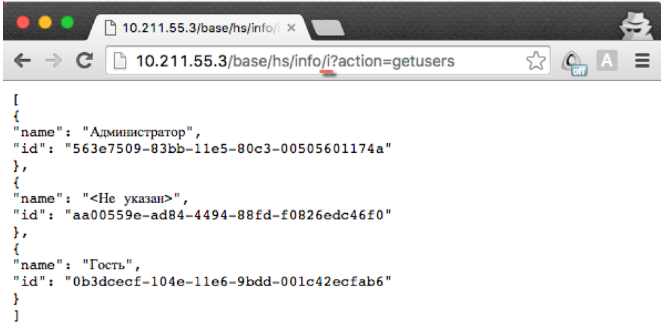 10.211.55.3/base/hs/info/i
10.211.55.3/base/hs/info/i?action=getusers
off
A
[
{
"name": "Администратор",
"id": "563e7509-83bb-11e5-80c3-00505601174a"
},
{
"name": "<Не указан>",
"id": "aa00559e-ad84-4494-88fd-f0826edc46f0"
},
{
"name": "Гость",
"id": "0b3dcecf-104e-11e6-9bdd-001c42ecfab6"
}
]